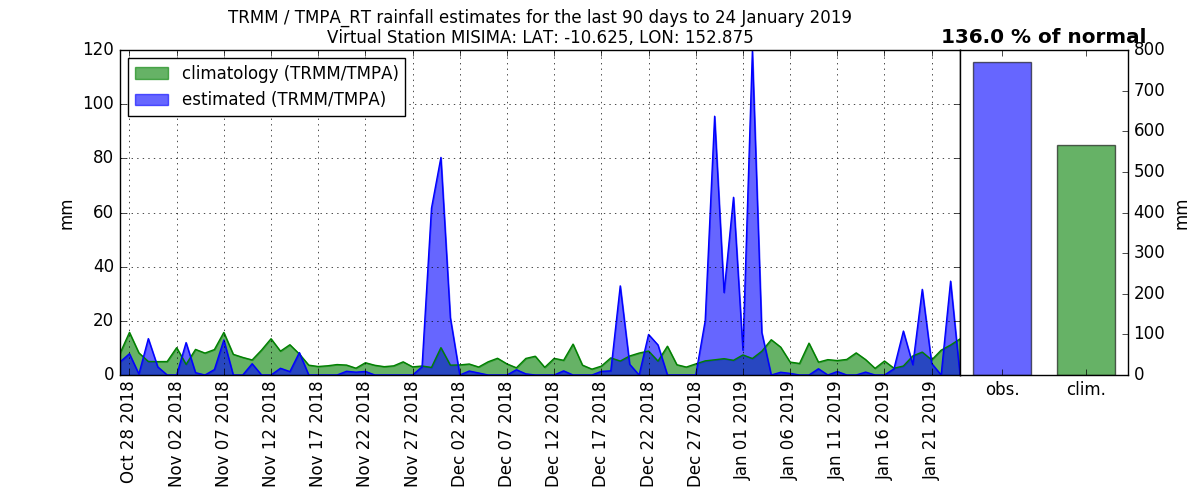 TRMM / TMPA_RT rainfall estimates for the last 90 days to 24 January 2019
Virtual Station MISIMA: LAT: -10.625, LON: 152.875
136.0 % of normal
climatology (TRMM/TMPA)
estimated (TRMM/TMPA)
mm
120
100
80
60
40
20
0
Oct 28 2018
Nov 02 2018
Nov 07 2018
Nov 12 2018
Nov 17 2018
Nov 22 2018
Nov 27 2018
Dec 02 2018
Dec 07 2018
Dec 12 2018
Dec 17 2018
Dec 22 2018
Dec 27 2018
Jan 01 2019
Jan 06 2019
Jan 11 2019
Jan 16 2019
Jan 21 2019
obs.
clim.
800
700
600
500
400
300
200
100
0
mm